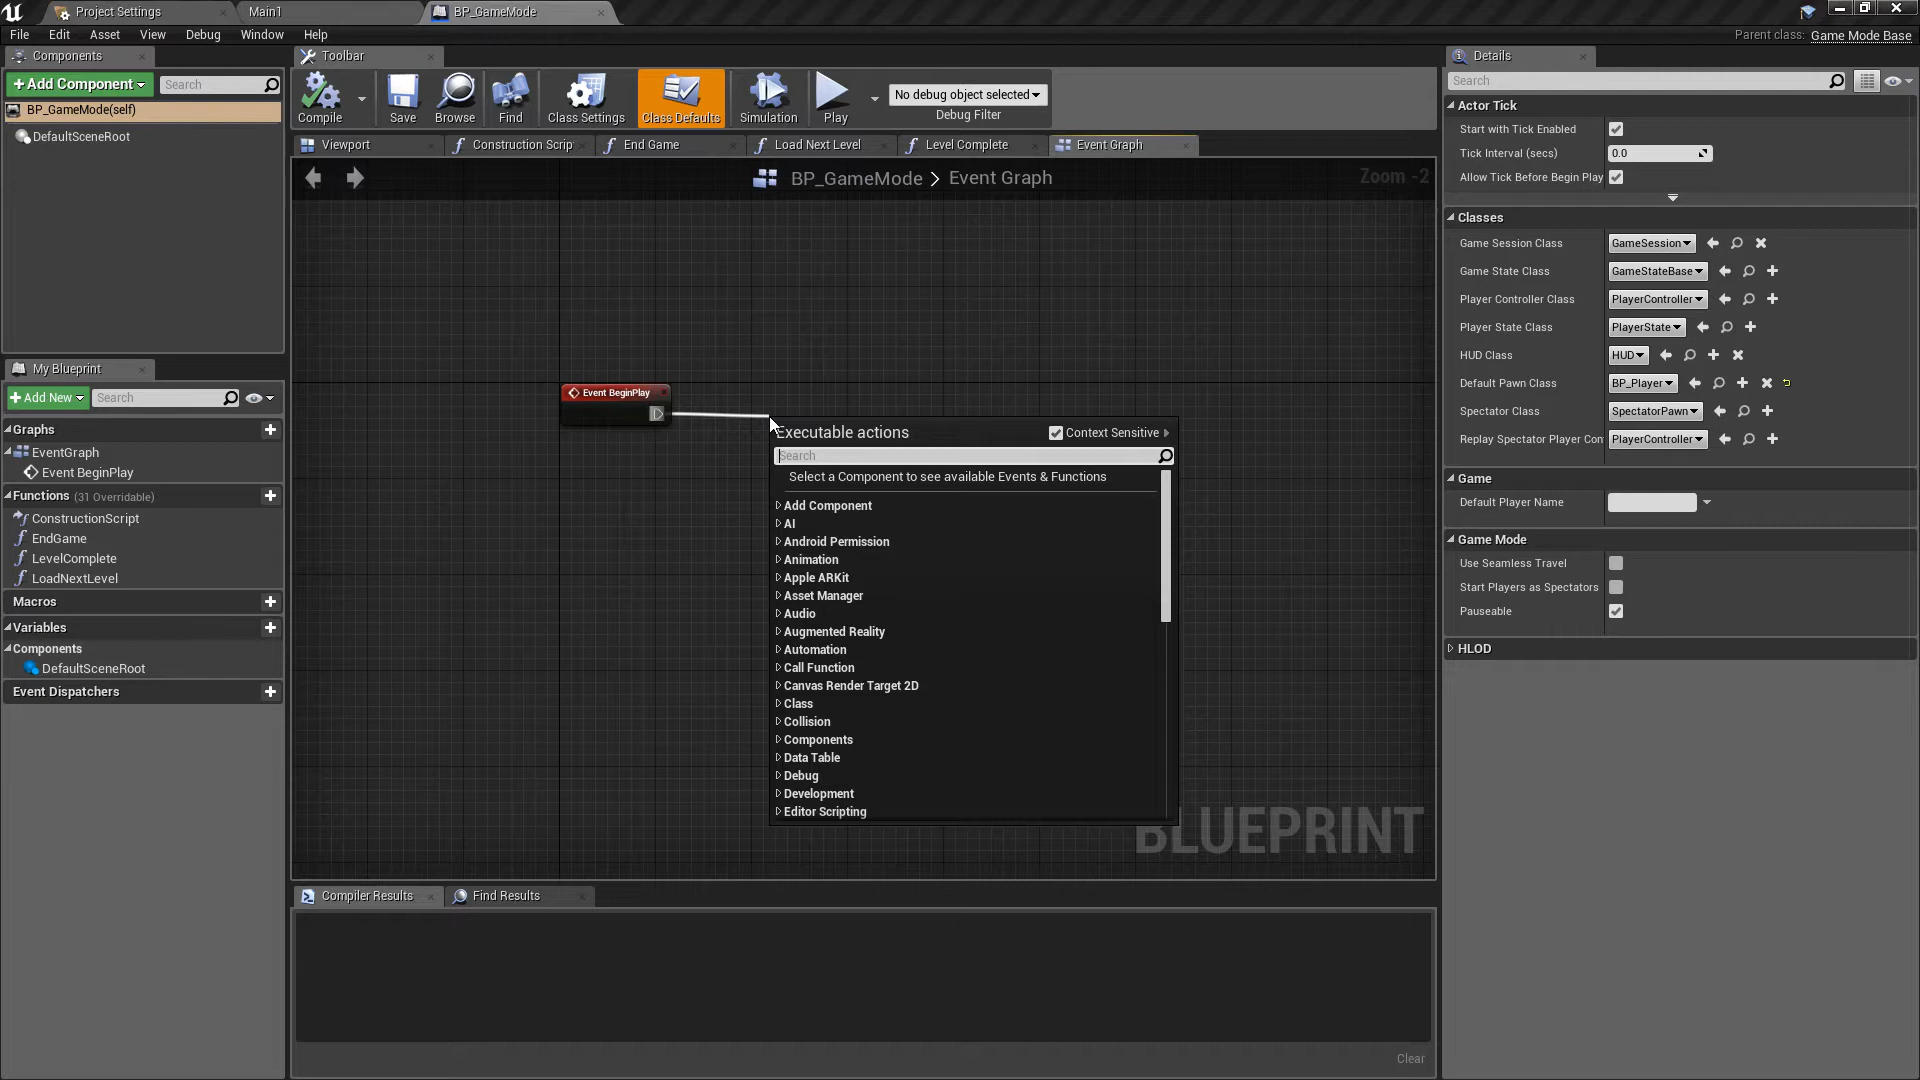 Project Settings
Main1
BP_GameMode
File
Edit
Asset
View
Debug
Window
Help
Parent class: Game Mode Base
Components
Add Component
Search
BP_GameMode(self)
DefaultSceneRoot
My Blueprint
Add New
Search
Graphs
EventGraph
Event BeginPlay
Functions (31 Overridable)
ConstructionScript
EndGame
LevelComplete
LoadNextLevel
Macros
Variables
Components
DefaultSceneRoot
Event Dispatchers
Toolbar
Compile
Save
Browse
Find
Class Settings
Class Defaults
Simulation
Play
No debug object selected
Debug Filter
Viewport
Construction Scrip
End Game
Load Next Level
Level Complete
Event Graph
BP_GameMode > Event Graph
Zoom -2
Event BeginPlay
Executable actions
Context Sensitive
Search
Select a Component to see available Events & Functions
Add Component
AI
Android Permission
Animation
Apple ARKit
Asset Manager
Audio
Augmented Reality
Automation
Call Function
Canvas Render Target 2D
Class
Collision
Components
Data Table
Debug
Development
Editor Scripting
BLUEPRINT
Compiler Results
Find Results
Clear
Details
Search
Actor Tick
Start with Tick Enabled
Tick Interval (secs) 0.0
Allow Tick Before Begin Play
Classes
Game Session Class GameSession
Game State Class GameStateBase
Player Controller Class PlayerController
Player State Class PlayerState
HUD Class HUD
Default Pawn Class BP_Player
Spectator Class SpectatorPawn
Replay Spectator Player Con PlayerController
Game
Default Player Name
Game Mode
Use Seamless Travel
Start Players as Spectators
Pauseable
HLOD